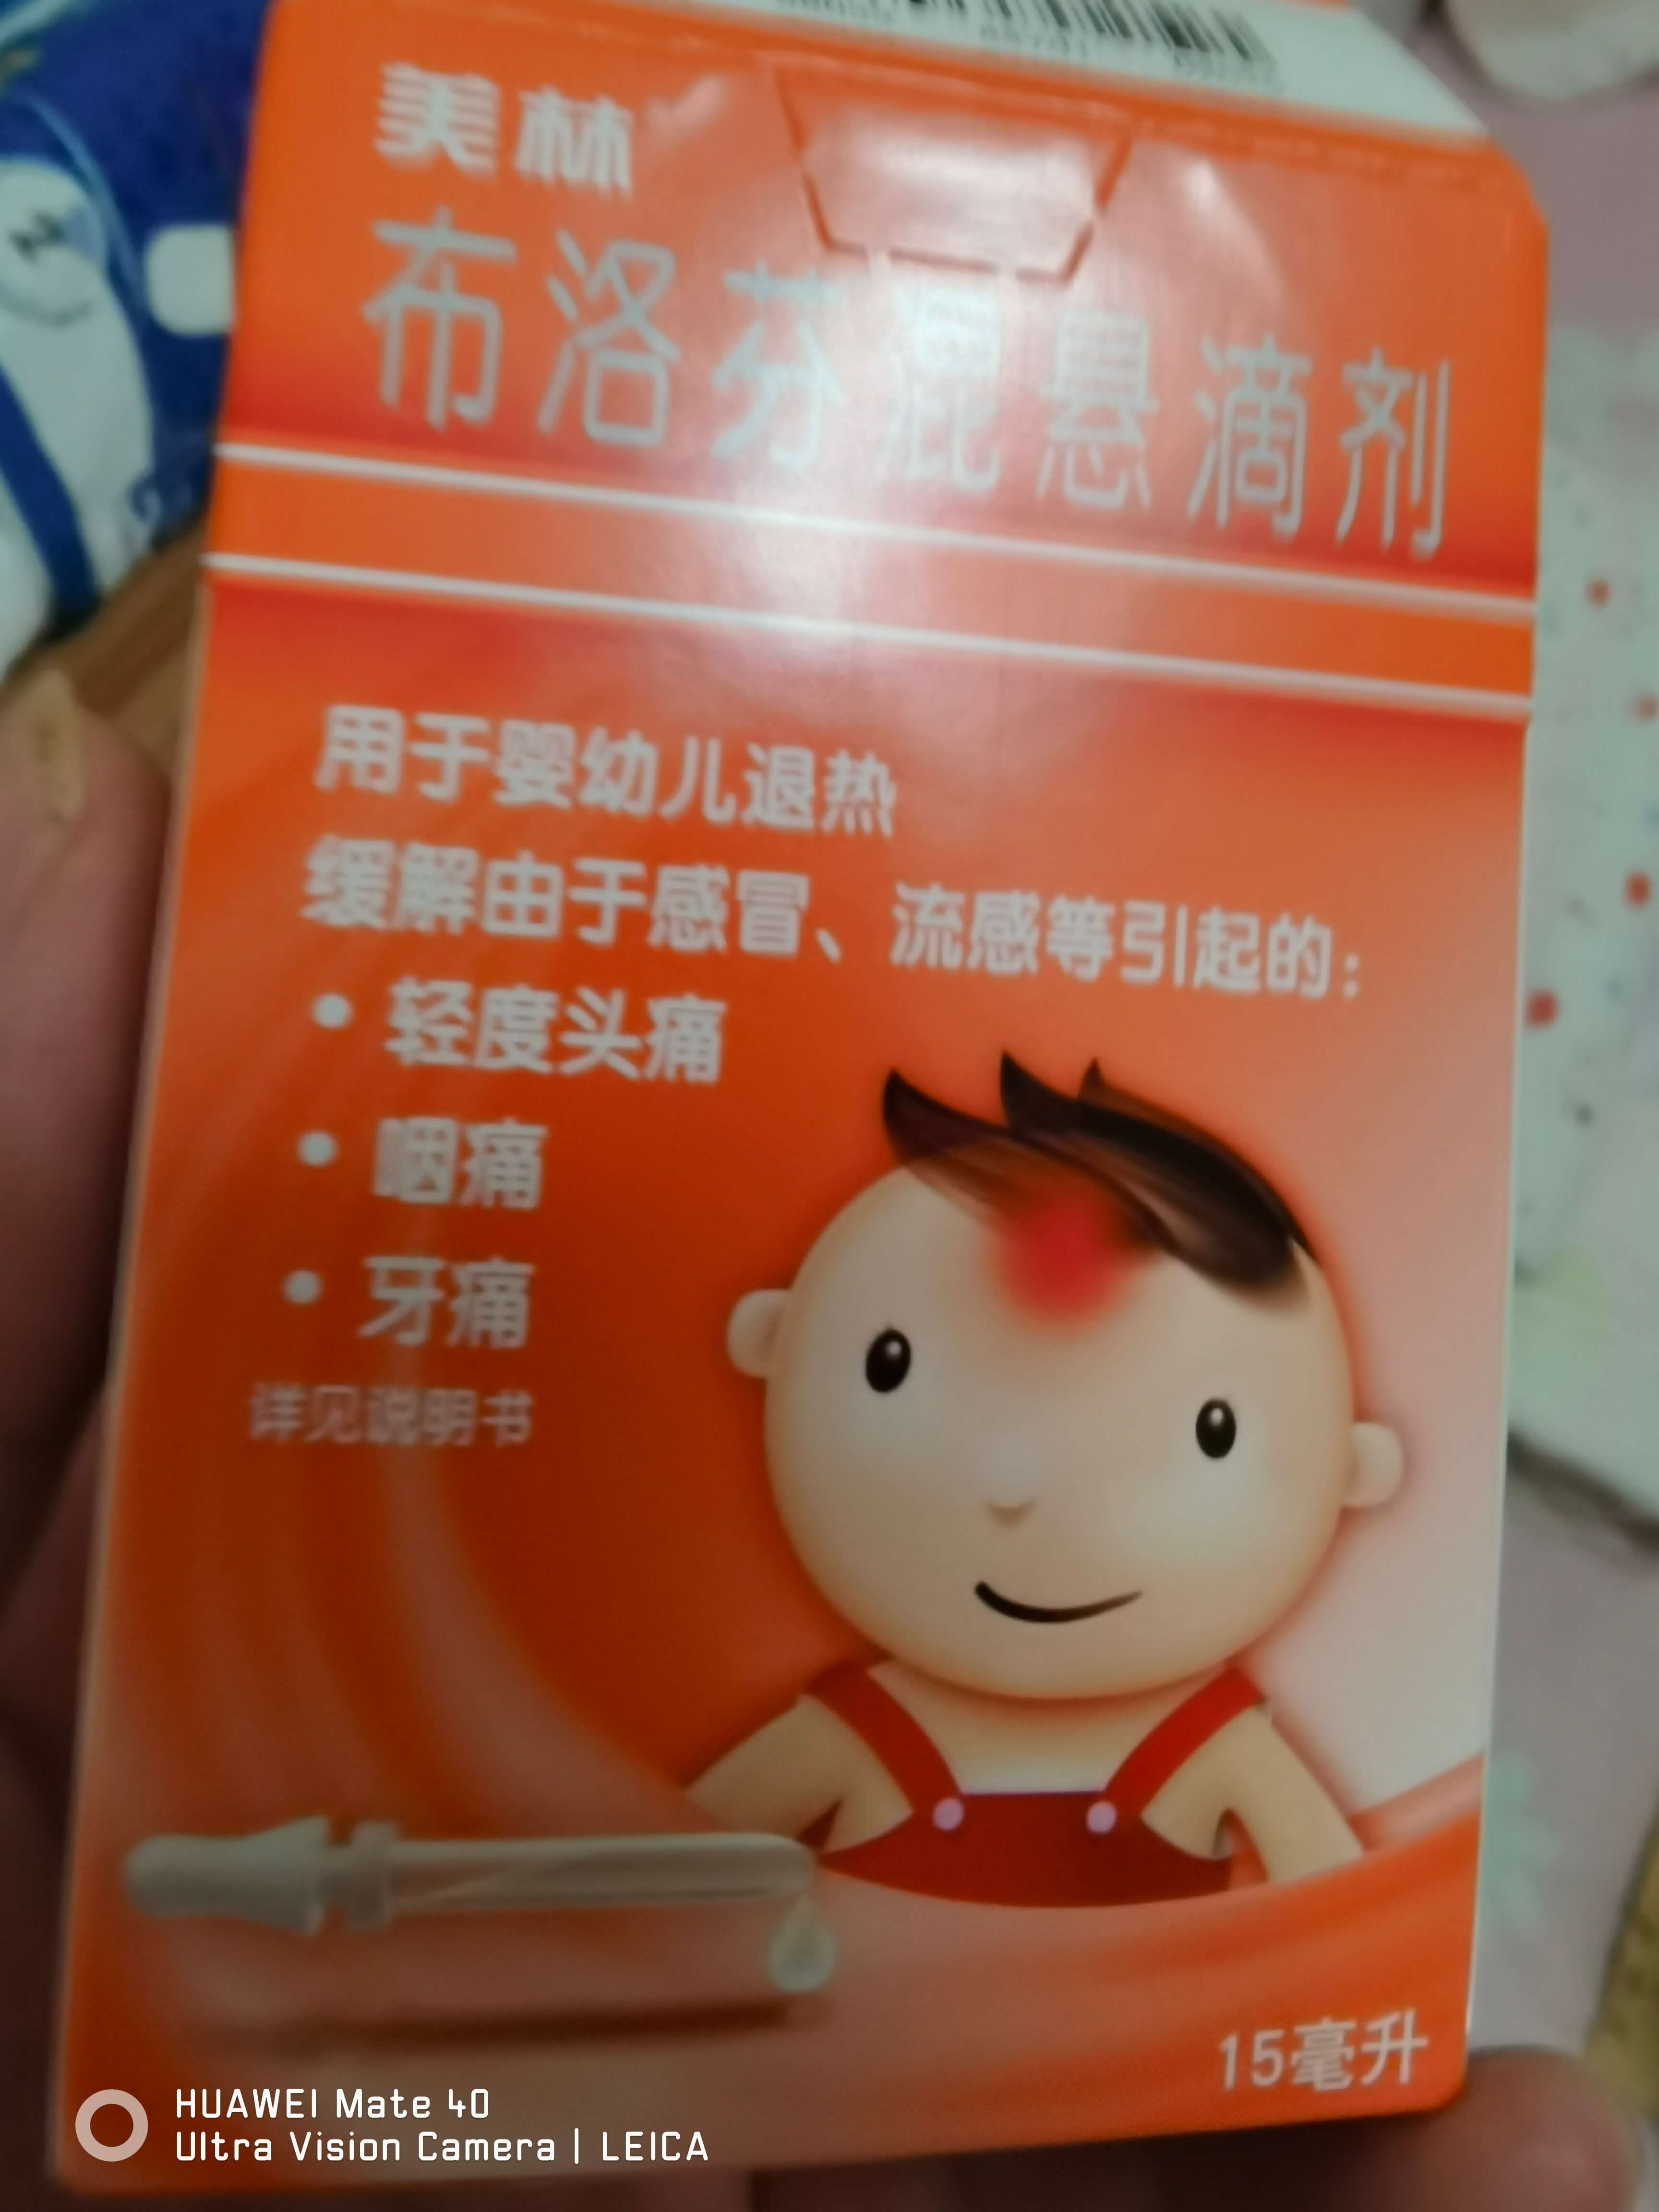 美林
布洛芬混悬滴剂
用于婴幼儿退热
缓解由于感冒、流感等引起的：
• 轻度头痛
• 咽痛
• 牙痛
详见说明书
15毫升
HUAWEI Mate 40
Ultra Vision Camera | LEICA